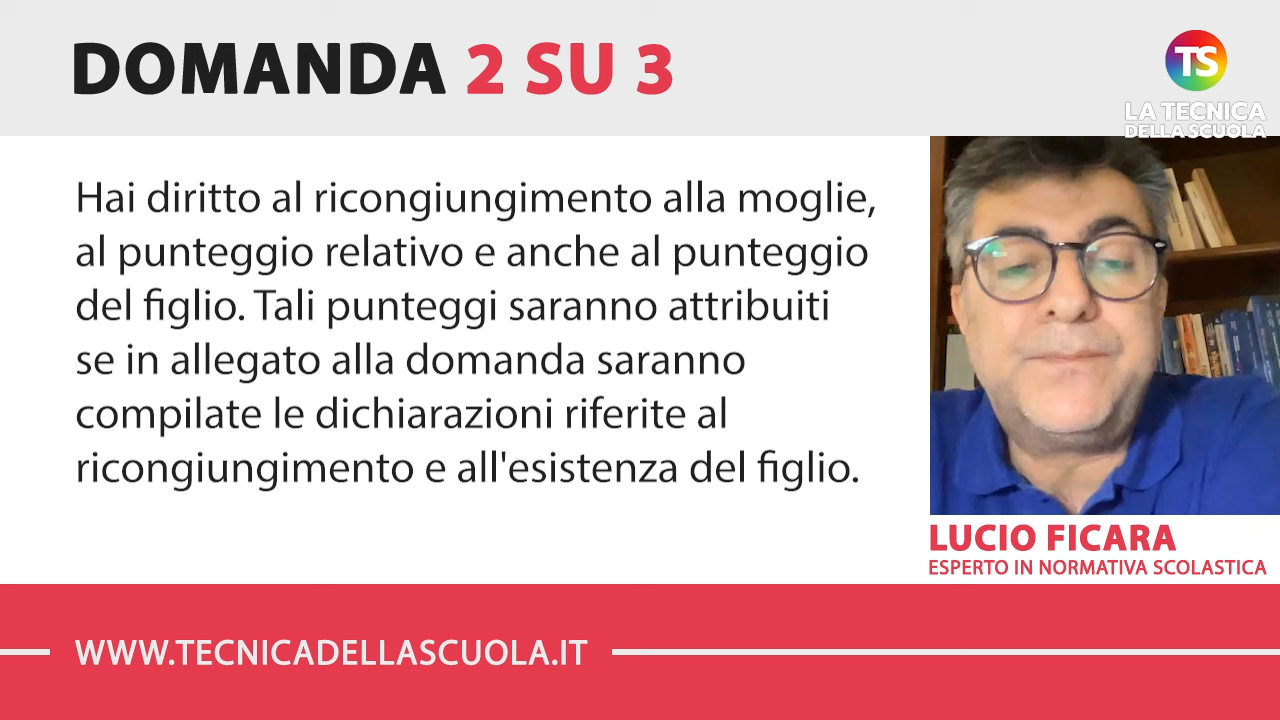 DOMANDA 2 SU 3
TS
LA TECNICA
DELLA SCUOLA
Hai diritto al ricongiungimento alla moglie,
al punteggio relativo e anche al punteggio
del figlio. Tali punteggi saranno attribuiti
se in allegato alla domanda saranno
compilate le dichiarazioni riferite al
ricongiungimento e all'esistenza del figlio.
LUCIO FICARA
ESPERTO IN NORMATIVA SCOLASTICA
WWW.TECNICADELLASCUOLA.IT